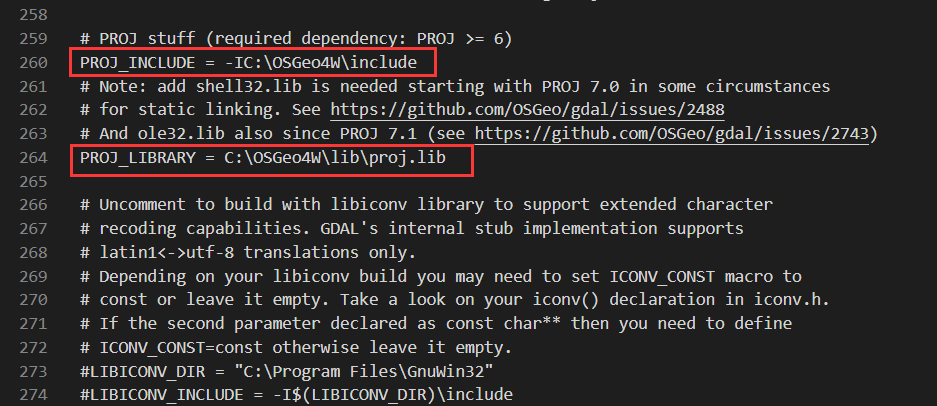 258
259 # PROJ stuff (required dependency: PROJ >= 6)
260 PROJ_INCLUDE = -IC:\OSGeo4W\include
261 # Note: add shell32.lib is needed starting with PROJ 7.0 in some circumstances
262 # for static linking. See https://github.com/OSGeo/gdal/issues/2488
263 # And ole32.lib also since PROJ 7.1 (see https://github.com/OSGeo/gdal/issues/2743)
264 PROJ_LIBRARY = C:\OSGeo4W\lib\proj.lib
265
266 # Uncomment to build with libiconv library to support extended character
267 # recoding capabilities. GDAL's internal stub implementation supports
268 # latin1<->utf-8 translations only.
269 # Depending on your libiconv build you may need to set ICONV_CONST macro to
270 # const or leave it empty. Take a look on your iconv() declaration in iconv.h.
271 # If the second parameter declared as const char** then you need to define
272 # ICONV_CONST=const otherwise leave it empty.
273 #LIBICONV_DIR = "C:\Program Files\GnuWin32"
274 #LIBICONV_INCLUDE = -I$(LIBICONV_DIR)\include